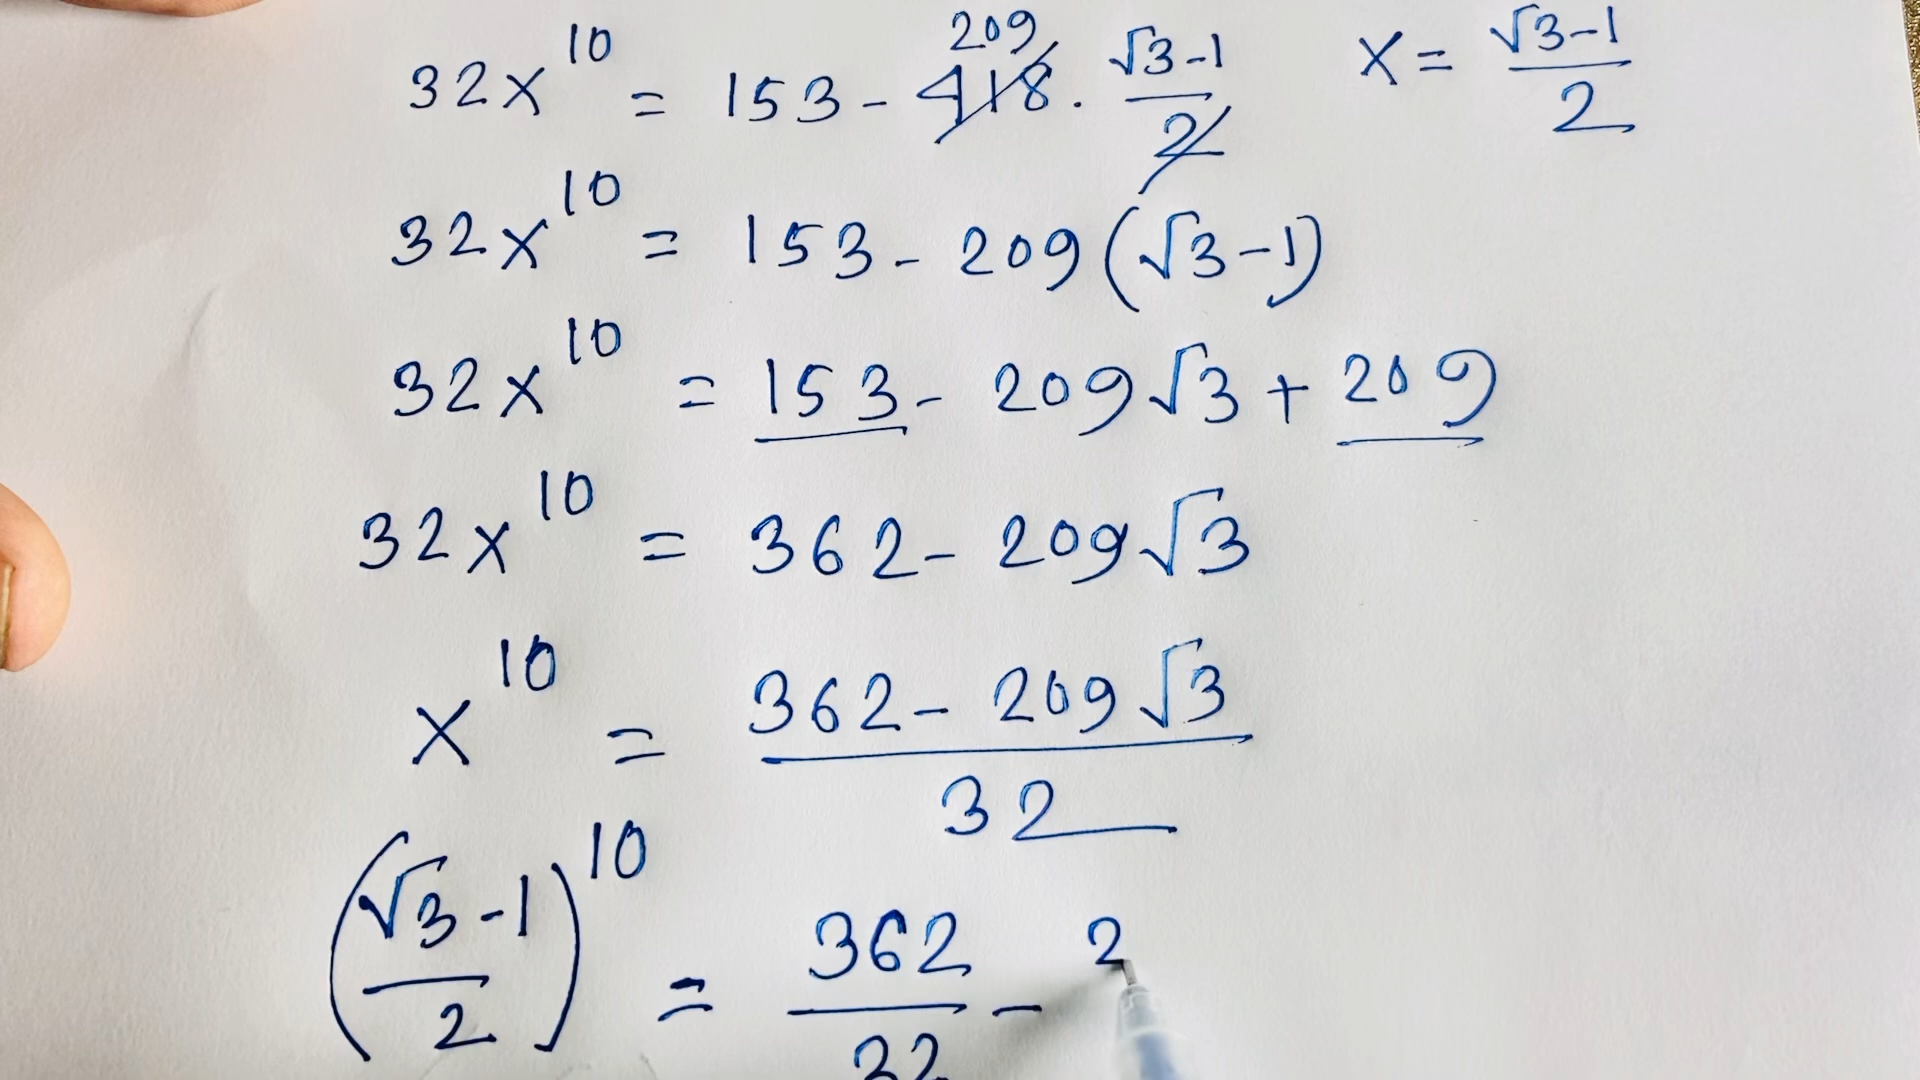 32x^10 = 153 - 418 209 · (√3-1)/2   x = (√3-1)/2
32x^10 = 153 - 209(√3-1)
32x^10 = 153 - 209√3 + 209
32x^10 = 362 - 209√3
x^10 = (362 - 209√3)/32
((√3-1)/2)^10 = 362/32 - 2